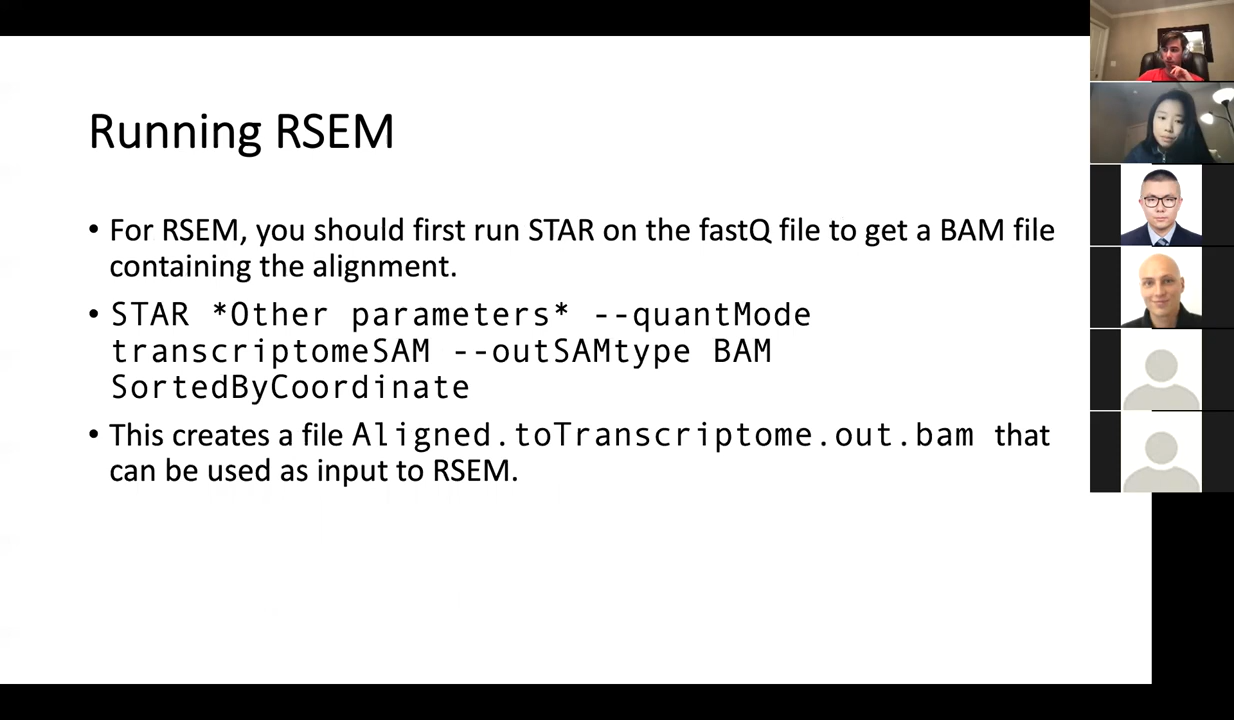 Running RSEM
• For RSEM, you should first run STAR on the fastQ file to get a BAM file
containing the alignment.
• STAR *Other parameters* --quantMode
transcriptomeSAM --outSAMtype BAM
SortedByCoordinate
• This creates a file Aligned.toTranscriptome.out.bam that
can be used as input to RSEM.